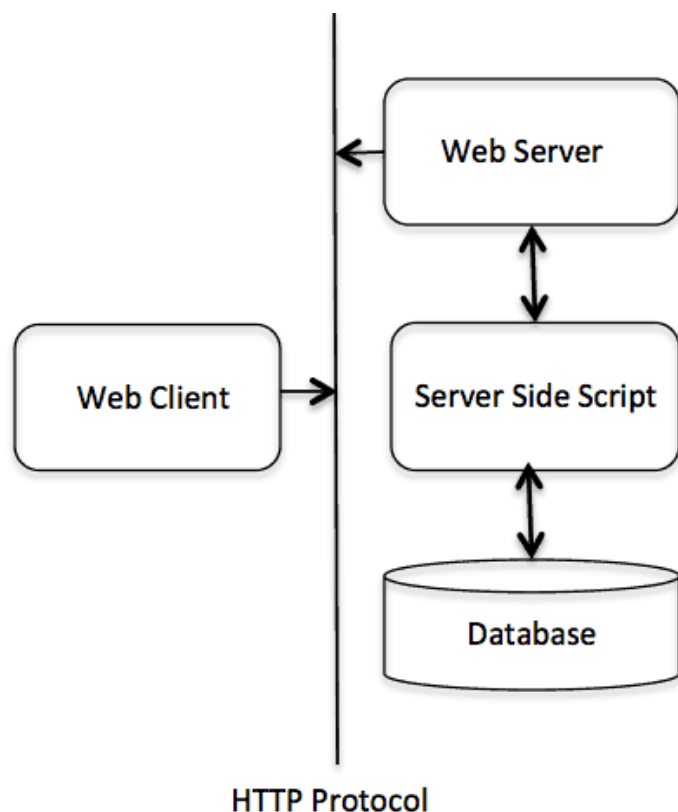 Web Server
Web Client
Server Side Script
Database
HTTP Protocol